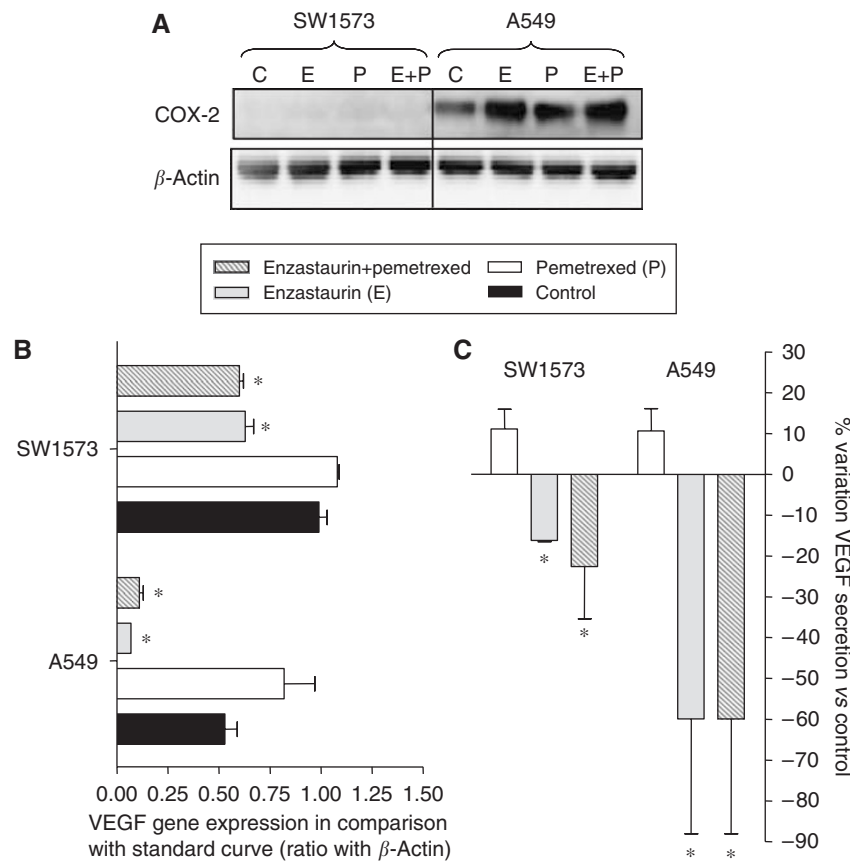 A
SW1573 A549
C E P E+P C E P E+P
COX-2
β-Actin
Enzastaurin+pemetrexed Pemetrexed (P)
Enzastaurin (E) Control
B
SW1573
*
*
A549
*
*
0.00 0.25 0.50 0.75 1.00 1.25 1.50
VEGF gene expression in comparison
with standard curve (ratio with β-Actin)
C
SW1573 A549
*
*
* *
30
20
10
0
−10
−20
−30
−40
−50
−60
−70
−80
−90
% variation VEGF secretion vs control